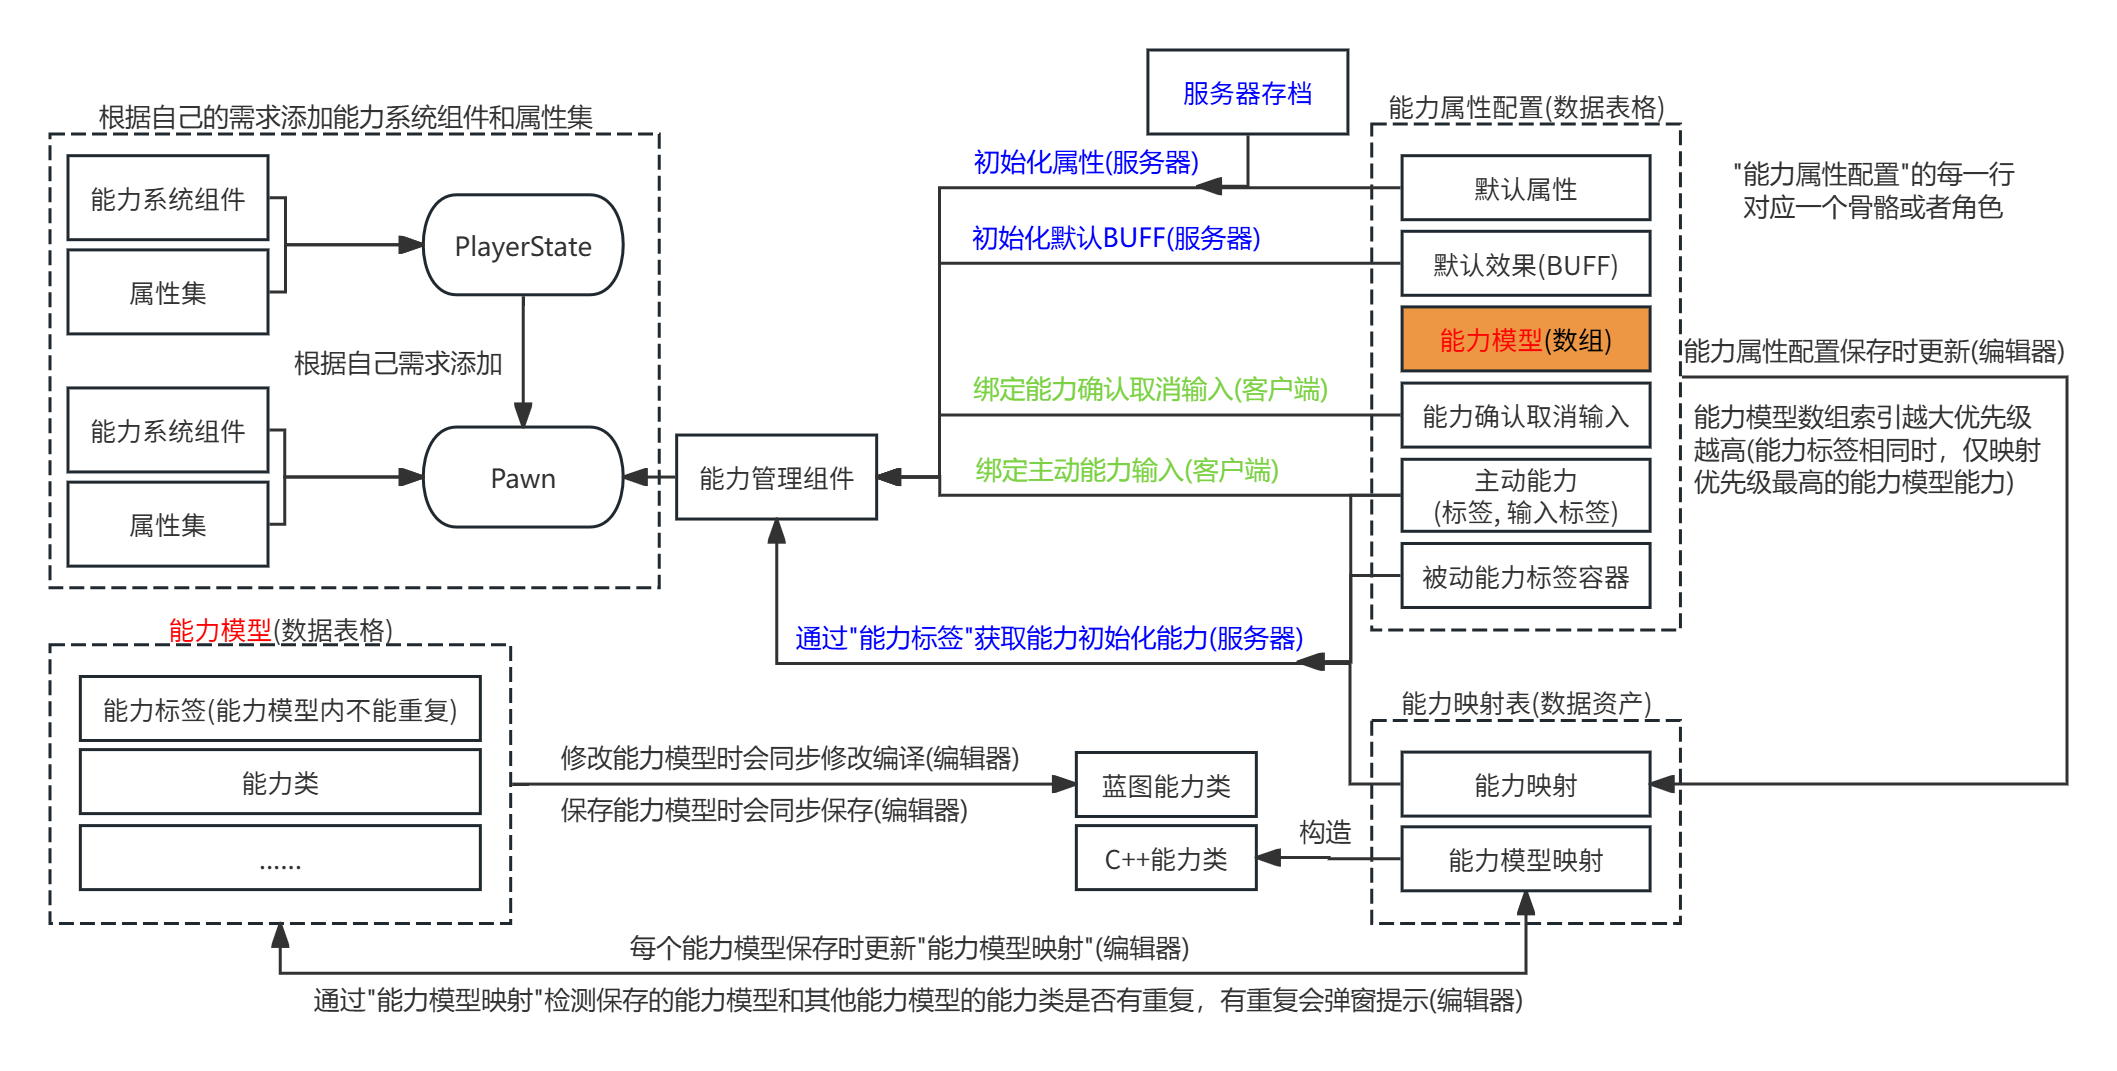 服务器存档
根据自己的需求添加能力系统组件和属性集
能力系统组件
属性集
PlayerState
根据自己需求添加
能力系统组件
属性集
Pawn
能力管理组件
初始化属性(服务器)
初始化默认BUFF(服务器)
绑定能力确认取消输入(客户端)
绑定主动能力输入(客户端)
通过"能力标签"获取能力初始化能力(服务器)
能力属性配置(数据表格)
默认属性
默认效果(BUFF)
能力模型(数组)
能力确认取消输入
主动能力
(标签, 输入标签)
被动能力标签容器
"能力属性配置"的每一行
对应一个骨骼或者角色
能力属性配置保存时更新(编辑器)
能力模型数组索引越大优先级
越高(能力标签相同时，仅映射
优先级最高的能力模型能力)
能力模型(数据表格)
能力标签(能力模型内不能重复)
能力类
......
修改能力模型时会同步修改编译(编辑器)
保存能力模型时会同步保存(编辑器)
蓝图能力类
C++能力类
构造
能力映射表(数据资产)
能力映射
能力模型映射
每个能力模型保存时更新"能力模型映射"(编辑器)
通过"能力模型映射"检测保存的能力模型和其他能力模型的能力类是否有重复，有重复会弹窗提示(编辑器)